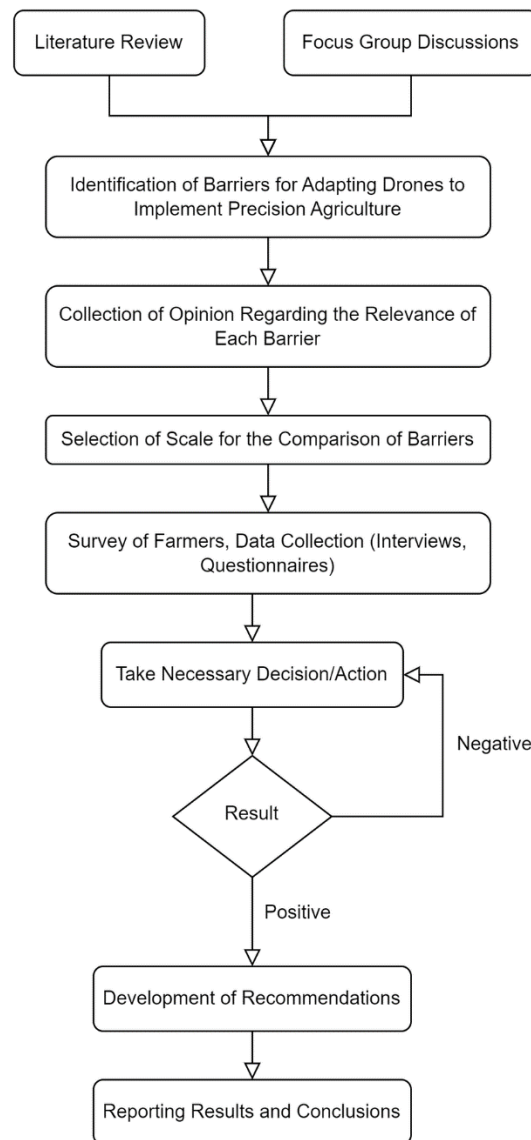 Literature Review
Focus Group Discussions
Identification of Barriers for Adapting Drones to
Implement Precision Agriculture
Collection of Opinion Regarding the Relevance of
Each Barrier
Selection of Scale for the Comparison of Barriers
Survey of Farmers, Data Collection (Interviews,
Questionnaires)
Take Necessary Decision/Action
Negative
Result
Positive
Development of Recommendations
Reporting Results and Conclusions